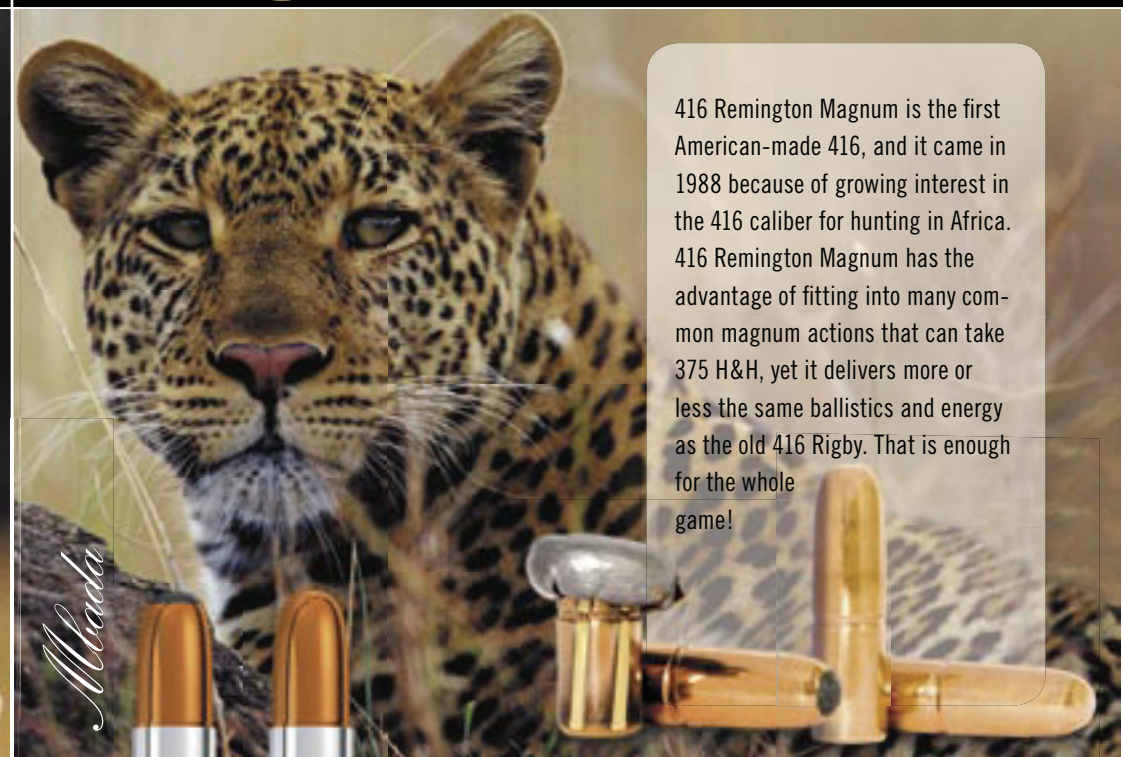 416 Remington Magnum is the first
American-made 416, and it came in
1988 because of growing interest in
the 416 caliber for hunting in Africa.
416 Remington Magnum has the
advantage of fitting into many com-
mon magnum actions that can take
375 H&H, yet it delivers more or
less the same ballistics and energy
as the old 416 Rigby. That is enough
for the whole
game!
Mbada